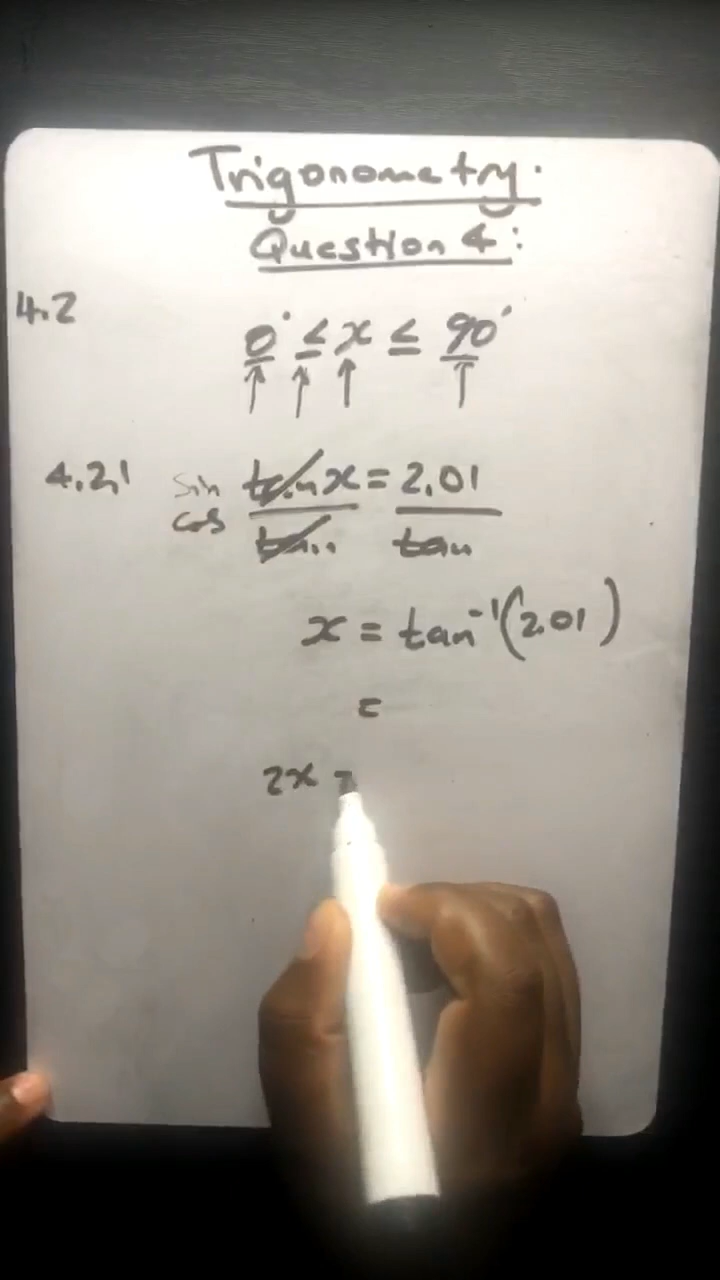 Trigonometry.
Question 4:
4.2
0° ≤ x ≤ 90°
4.2.1 sin tan x = 2.01
cos tan tan
x = tan⁻¹(2.01)
=
2x =